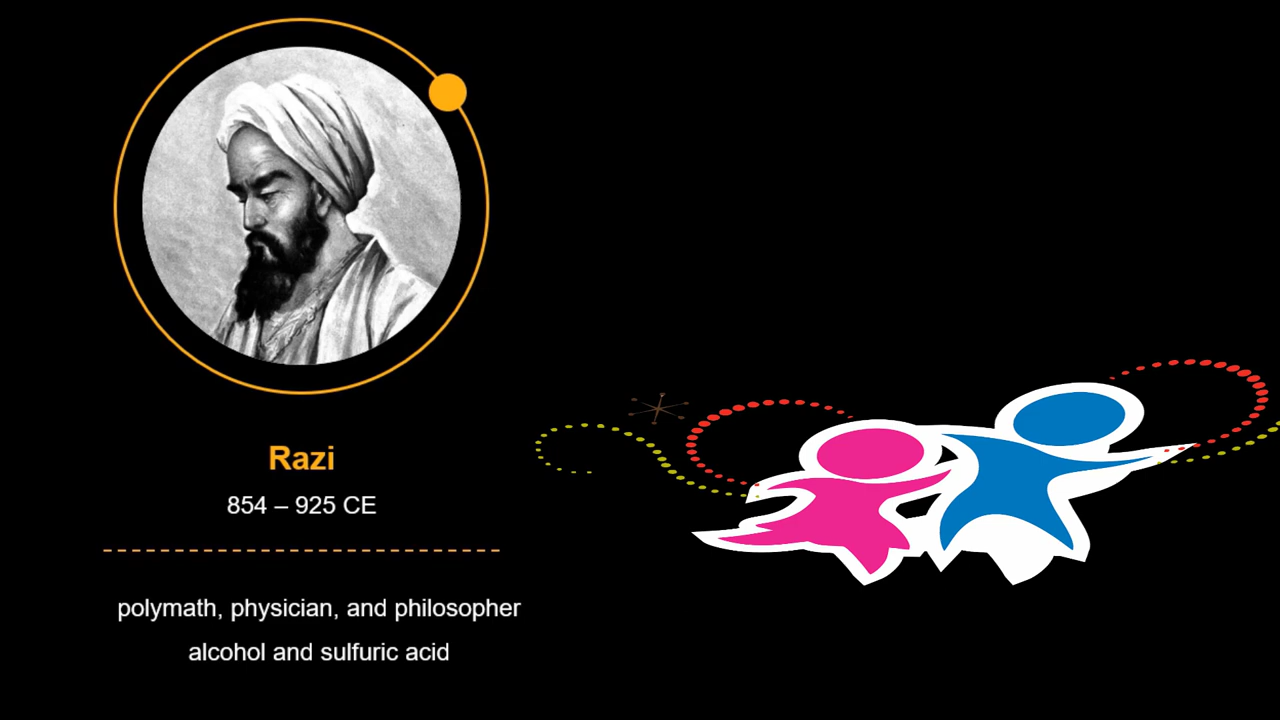 Razi
854 – 925 CE
polymath, physician, and philosopher
alcohol and sulfuric acid